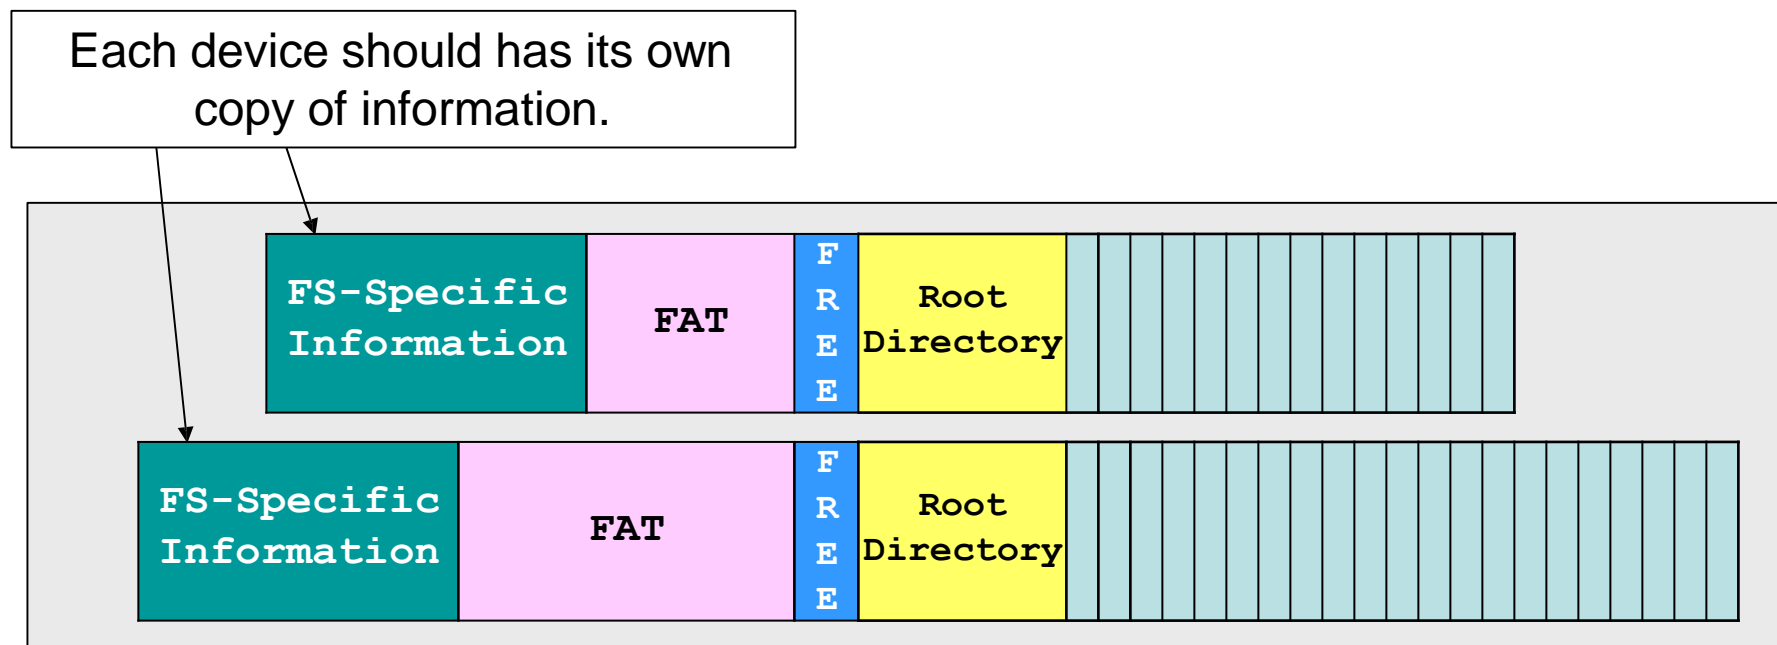 Each device should has its own
copy of information.
FS-Specific
Information
FAT
F
R
E
E
Root
Directory
FS-Specific
Information
FAT
F
R
E
E
Root
Directory